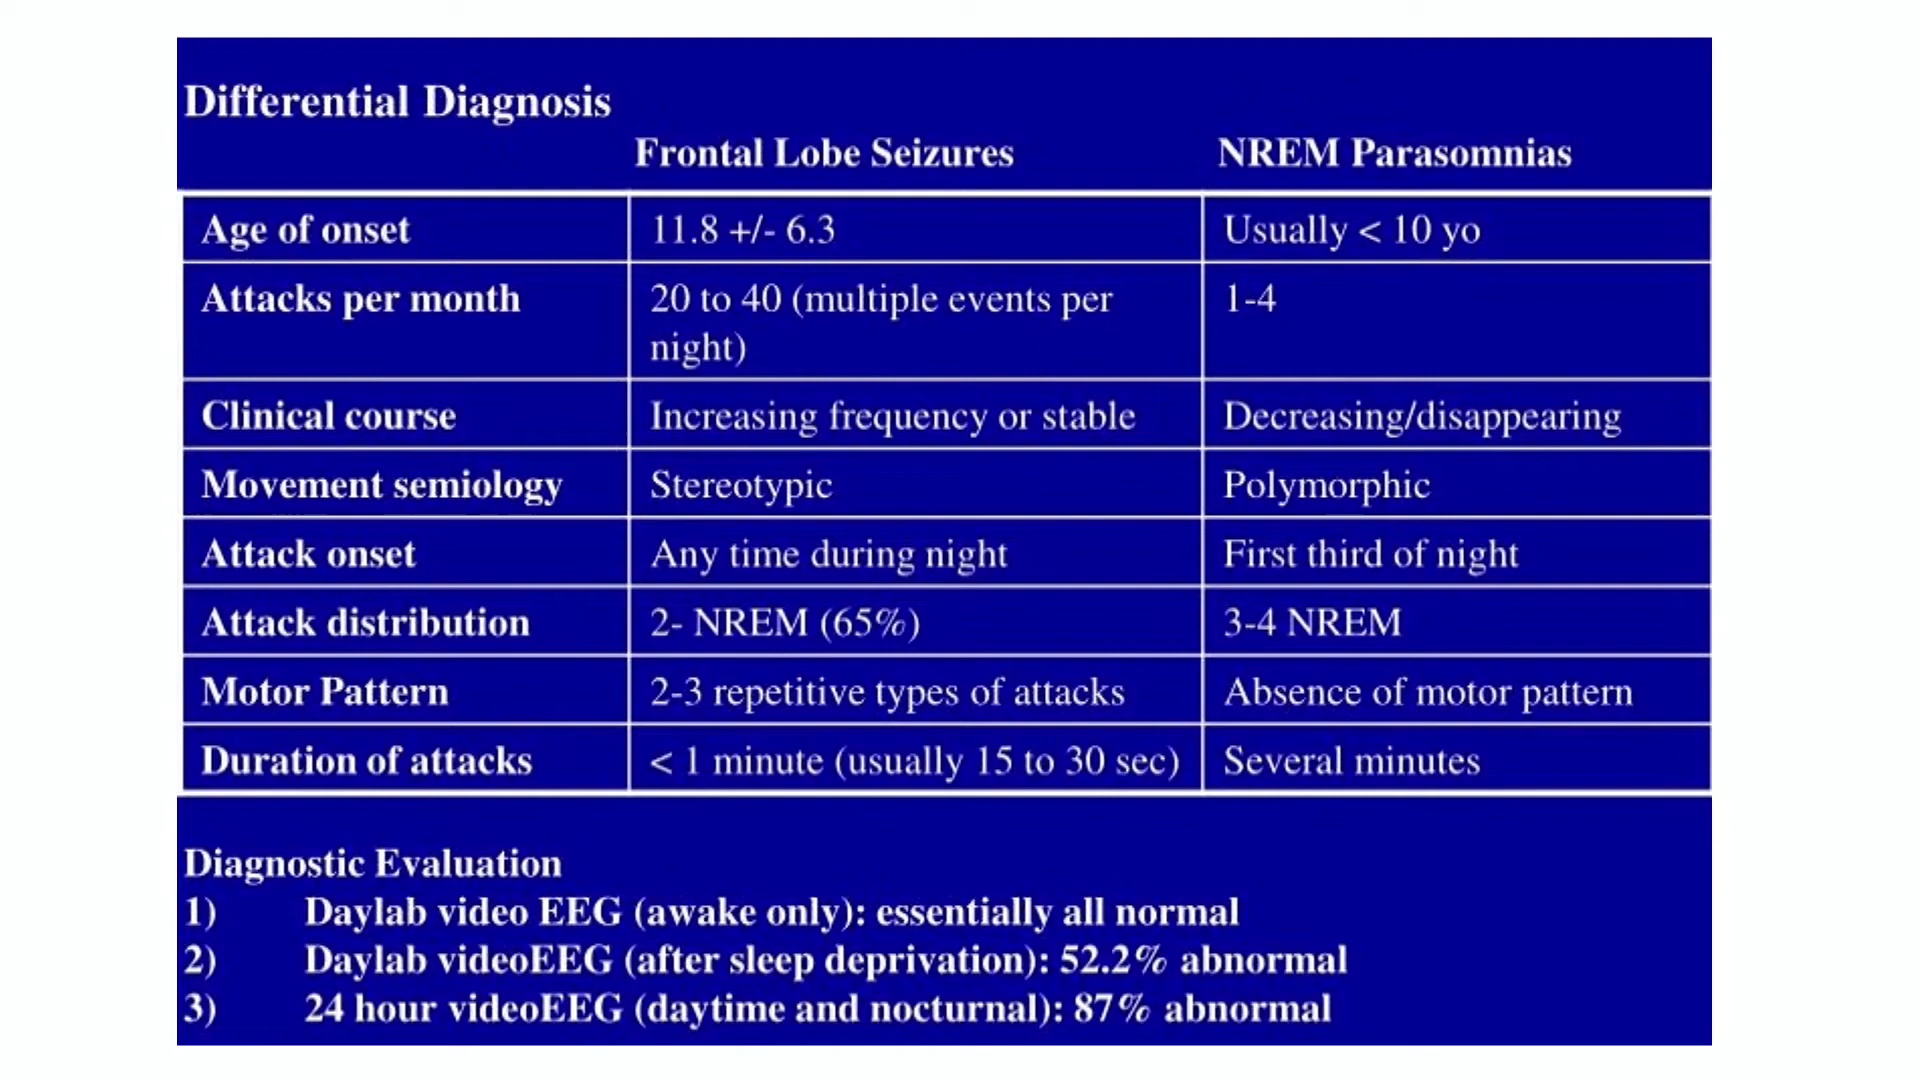 Differential Diagnosis
Frontal Lobe Seizures NREM Parasomnias
Age of onset 11.8 +/- 6.3 Usually < 10 yo
Attacks per month 20 to 40 (multiple events per 1-4
night)
Clinical course Increasing frequency or stable Decreasing/disappearing
Movement semiology Stereotypic Polymorphic
Attack onset Any time during night First third of night
Attack distribution 2- NREM (65%) 3-4 NREM
Motor Pattern 2-3 repetitive types of attacks Absence of motor pattern
Duration of attacks < 1 minute (usually 15 to 30 sec) Several minutes
Diagnostic Evaluation
1) Daylab video EEG (awake only): essentially all normal
2) Daylab videoEEG (after sleep deprivation): 52.2% abnormal
3) 24 hour videoEEG (daytime and nocturnal): 87% abnormal